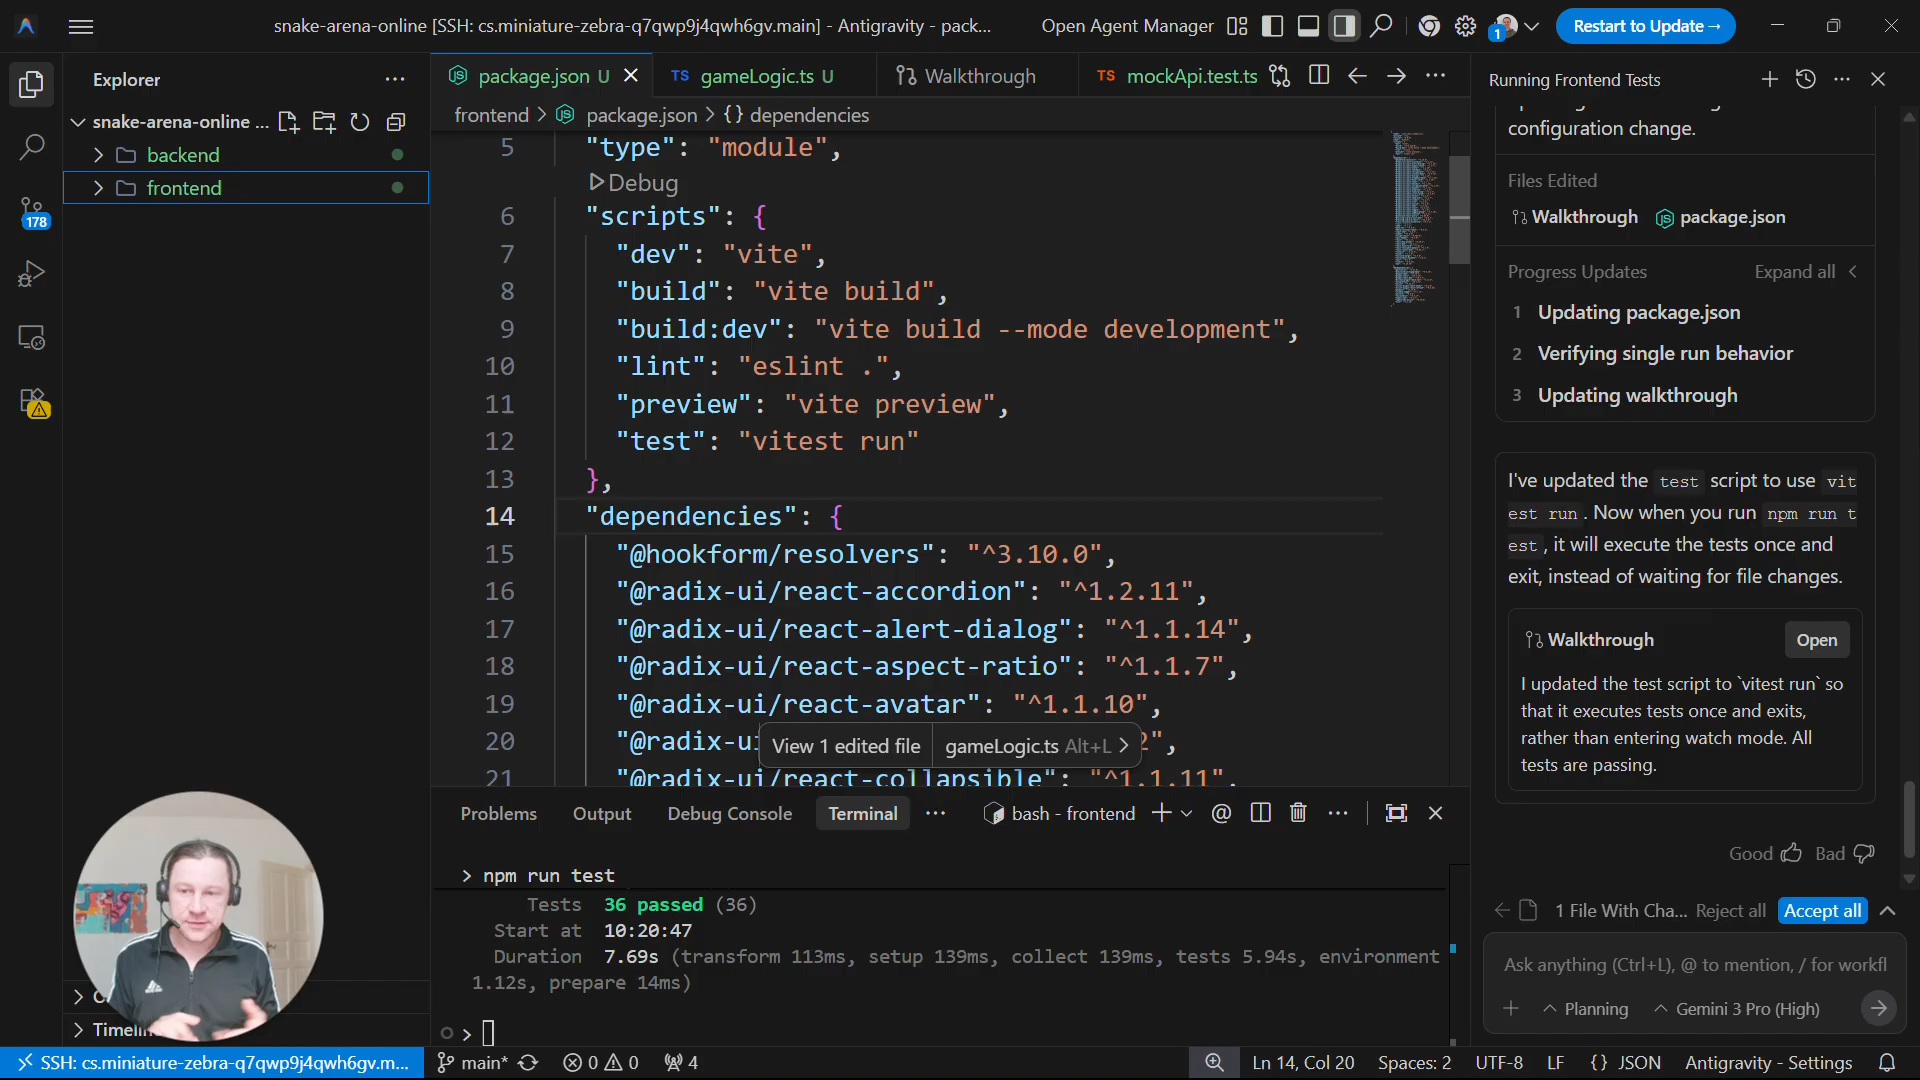 snake-arena-online [SSH: cs.miniature-zebra-q7qwp9j4qwh6gv.main] - Antigravity - pack...
Open Agent Manager
1
Restart to Update →
Explorer
snake-arena-online ...
backend
frontend
178
package.json U
TS gameLogic.ts U
Walkthrough
TS mockApi.test.ts
frontend > package.json > {} dependencies
5 "type": "module",
Debug
6 "scripts": {
7 "dev": "vite",
8 "build": "vite build",
9 "build:dev": "vite build --mode development",
10 "lint": "eslint .",
11 "preview": "vite preview",
12 "test": "vitest run"
13 },
14 "dependencies": {
15 "@hookform/resolvers": "^3.10.0",
16 "@radix-ui/react-accordion": "^1.2.11",
17 "@radix-ui/react-alert-dialog": "^1.1.14",
18 "@radix-ui/react-aspect-ratio": "^1.1.7",
19 "@radix-ui/react-avatar": "^1.1.10",
20 "@radix-ui 2",
21 "@radix-ui/react-collapsible": "^1.1.11",
View 1 edited file
gameLogic.ts Alt+L >
Problems
Output
Debug Console
Terminal
bash - frontend
> npm run test
Tests 36 passed (36)
Start at 10:20:47
Duration 7.69s (transform 113ms, setup 139ms, collect 139ms, tests 5.94s, environment
1.12s, prepare 14ms)
>
Running Frontend Tests
configuration change.
Files Edited
Walkthrough package.json
Progress Updates
Expand all <
1 Updating package.json
2 Verifying single run behavior
3 Updating walkthrough
I've updated the test script to use vit
est run . Now when you run npm run t
est , it will execute the tests once and
exit, instead of waiting for file changes.
Walkthrough
Open
I updated the test script to `vitest run` so
that it executes tests once and exits,
rather than entering watch mode. All
tests are passing.
Good
Bad
1 File With Cha... Reject all Accept all
Ask anything (Ctrl+L), @ to mention, / for workfl
Planning
Gemini 3 Pro (High)
Timelin
SSH: cs.miniature-zebra-q7qwp9j4qwh6gv.m...
main*
0 0
4
Ln 14, Col 20
Spaces: 2
UTF-8
LF
{} JSON
Antigravity - Settings